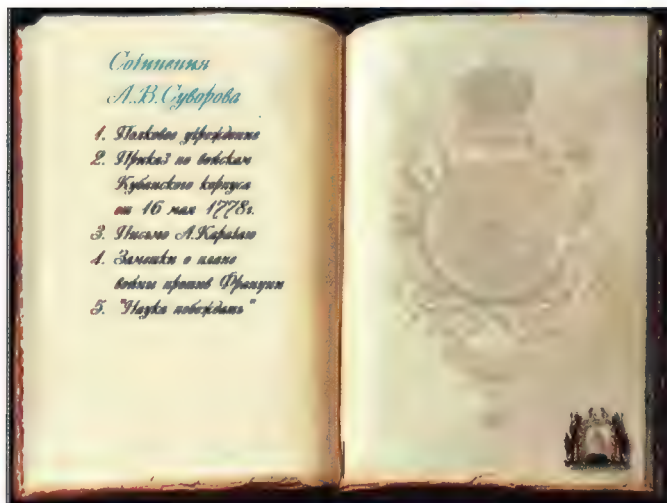 Сочинения
А.В.Суворова
1. Полковое учреждение
2. Приказ по войскам
Кубанского корпуса
от 16 мая 1778г.
3. Письмо А.Карачаю
4. Заметки о плане
войны против Франции
5. "Наука побеждать"